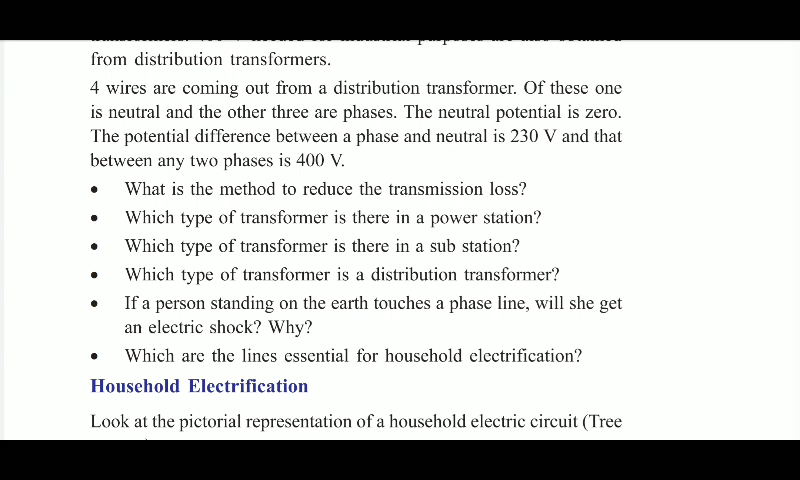 from distribution transformers.
4 wires are coming out from a distribution transformer. Of these one
is neutral and the other three are phases. The neutral potential is zero.
The potential difference between a phase and neutral is 230 V and that
between any two phases is 400 V.
• What is the method to reduce the transmission loss?
• Which type of transformer is there in a power station?
• Which type of transformer is there in a sub station?
• Which type of transformer is a distribution transformer?
• If a person standing on the earth touches a phase line, will she get
an electric shock? Why?
• Which are the lines essential for household electrification?
Household Electrification
Look at the pictorial representation of a household electric circuit (Tree